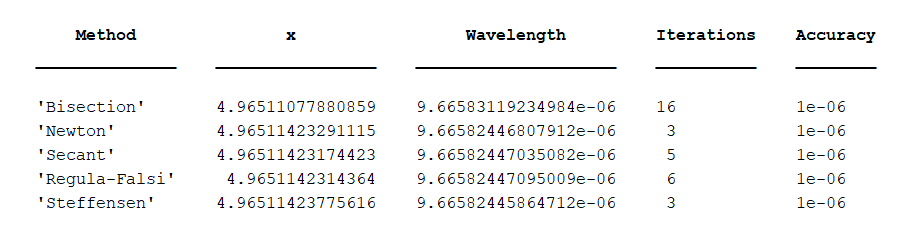 Method x Wavelength Iterations Accuracy
'Bisection' 4.96511077880859 9.66583119234984e-06 16 1e-06
'Newton' 4.96511423291115 9.66582446807912e-06 3 1e-06
'Secant' 4.96511423174423 9.66582447035082e-06 5 1e-06
'Regula-Falsi' 4.9651142314364 9.66582447095009e-06 6 1e-06
'Steffensen' 4.96511423775616 9.66582445864712e-06 3 1e-06